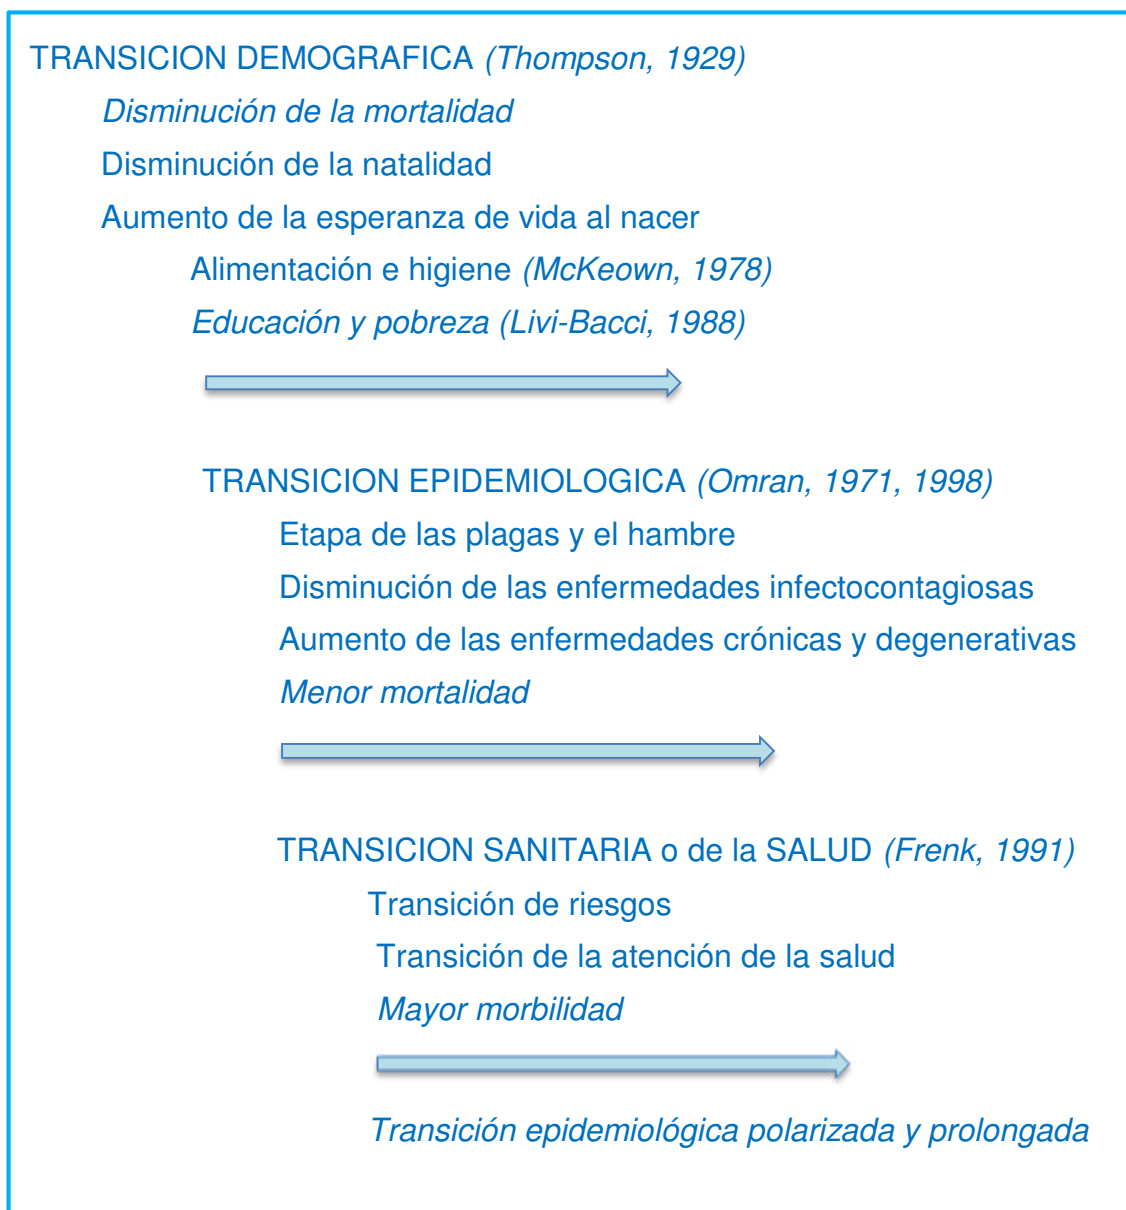 TRANSICION DEMOGRAFICA (Thompson, 1929)
Disminución de la mortalidad
Disminución de la natalidad
Aumento de la esperanza de vida al nacer
Alimentación e higiene (McKeown, 1978)
Educación y pobreza (Livi-Bacci, 1988)
TRANSICION EPIDEMIOLOGICA (Omran, 1971, 1998)
Etapa de las plagas y el hambre
Disminución de las enfermedades infectocontagiosas
Aumento de las enfermedades crónicas y degenerativas
Menor mortalidad
TRANSICION SANITARIA o de la SALUD (Frenk, 1991)
Transición de riesgos
Transición de la atención de la salud
Mayor morbilidad
Transición epidemiológica polarizada y prolongada